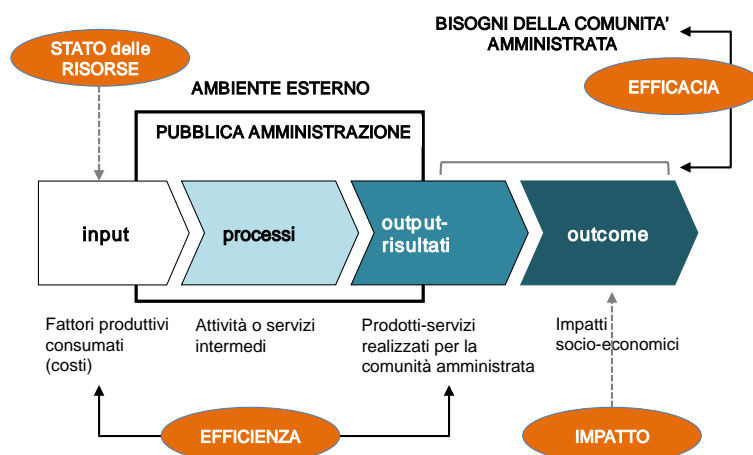 BISOGNI DELLA COMUNITA'
AMMINISTRATA
STATO delle
RISORSE
EFFICACIA
AMBIENTE ESTERNO
PUBBLICA AMMINISTRAZIONE
input
processi
output-
risultati
outcome
Fattori produttivi
consumati
(costi)
Attività o servizi
intermedi
Prodotti-servizi
realizzati per la
comunità amministrata
Impatti
socio-economici
EFFICIENZA
IMPATTO